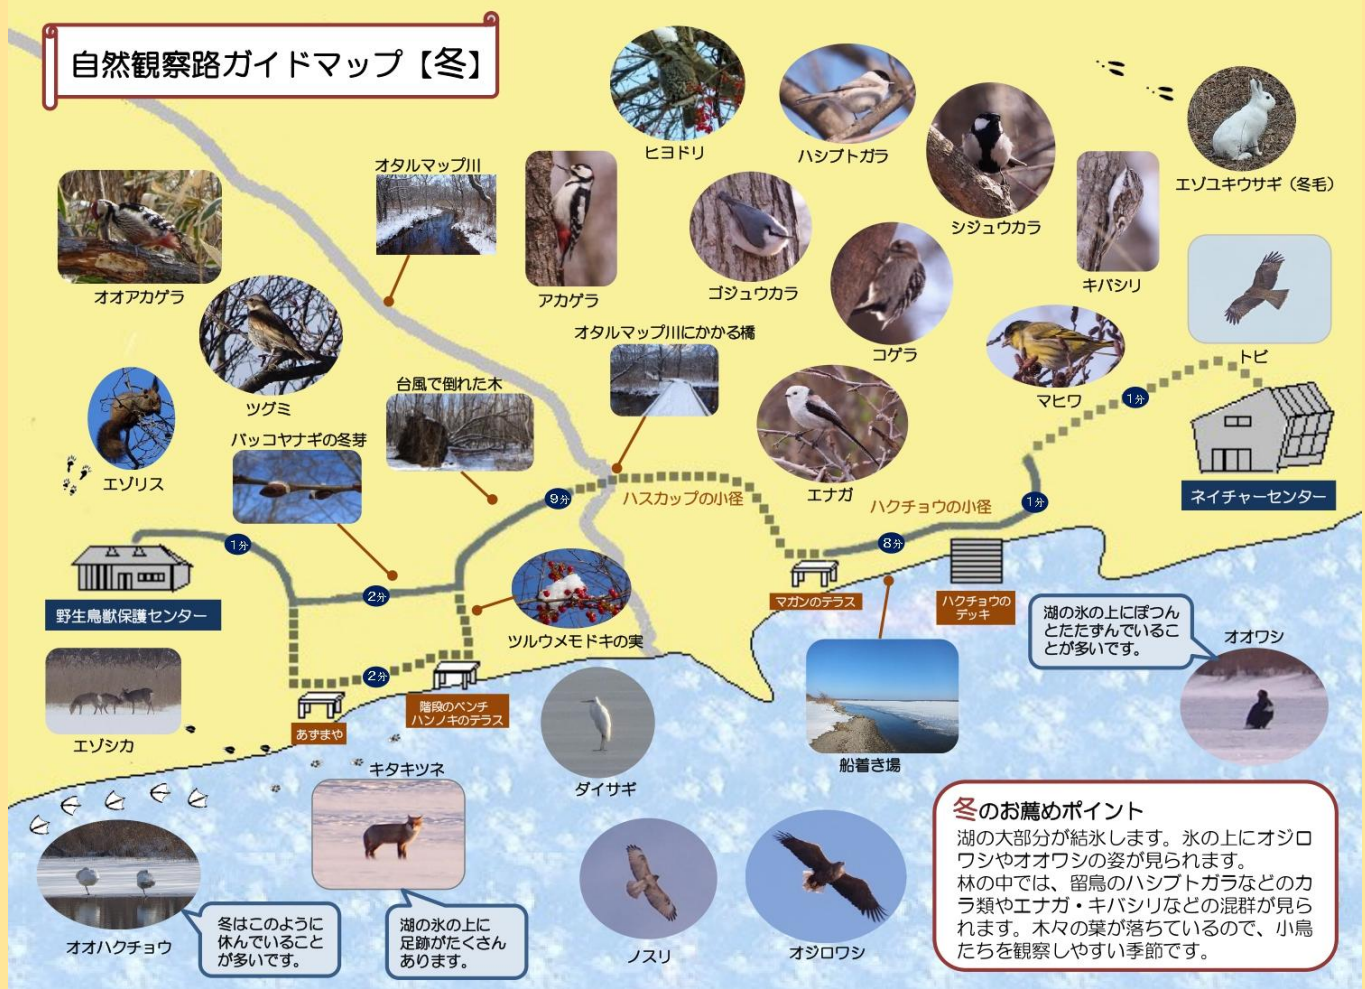 自然観察路ガイドマップ【冬】
ヒヨドリ
ハシブトガラ
シジュウカラ
エゾユキウサギ（冬毛）
オタルマップ川
オオアカゲラ
アカゲラ
ゴジュウカラ
キバシリ
コゲラ
トビ
ツグミ
オタルマップ川にかかる橋
マヒワ
1分
台風で倒れた木
バッコヤナギの冬芽
エゾリス
エナガ
9分
ハスカップの小径
ハクチョウの小径
1分
ネイチャーセンター
1分
8分
2分
野生鳥獣保護センター
マガンのテラス
ハクチョウの
デッキ
湖の氷の上にぽつん
とたたずんでいるこ
とが多いです。
オオワシ
ツルウメモドキの実
2分
階段のベンチ
ハンノキのテラス
あずまや
エゾシカ
キタキツネ
ダイサギ
船着き場
冬のお薦めポイント
湖の大部分が結氷します。氷の上にオジロ
ワシやオオワシの姿が見られます。
林の中では、留鳥のハシブトガラなどのカ
ラ類やエナガ・キバシリなどの混群が見ら
れます。木々の葉が落ちているので、小鳥
たちを観察しやすい季節です。
オオハクチョウ
冬はこのように
休んでいること
が多いです。
湖の氷の上に
足跡がたくさん
あります。
ノスリ
オジロワシ